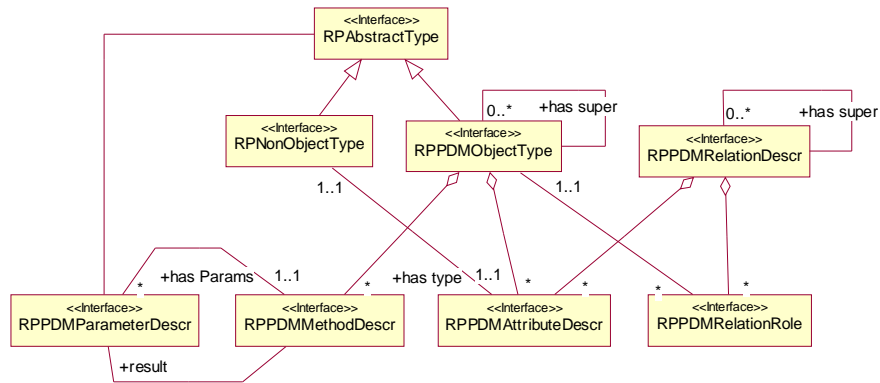 <<Interface>>
RPAbstractType
<<Interface>>
RPNonObjectType
<<Interface>>
RPPDMObjectType
0..*
+has super
<<Interface>>
RPPDMRelationDescr
0..*
+has super
1..1
1..1
+has Params
1..1
*
+has type
1..1
*
*
*
*
*
<<Interface>>
RPPDMParameterDescr
<<Interface>>
RPPDMMethodDescr
<<Interface>>
RPPDMAttributeDescr
<<Interface>>
RPPDMRelationRole
+result